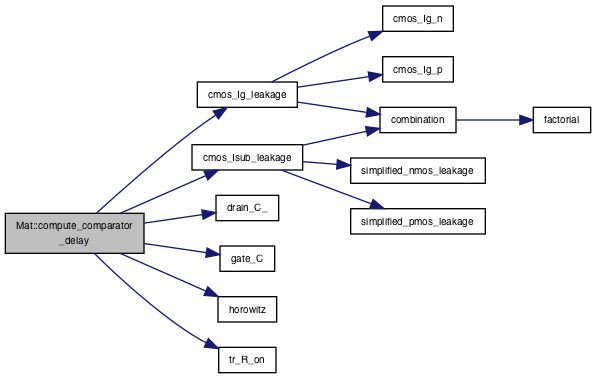 cmos_Ig_n
cmos_Ig_p
cmos_Ig_leakage
combination
factorial
cmos_Isub_leakage
simplified_nmos_leakage
simplified_pmos_leakage
drain_C_
Mat::compute_comparator
_delay
gate_C
horowitz
tr_R_on